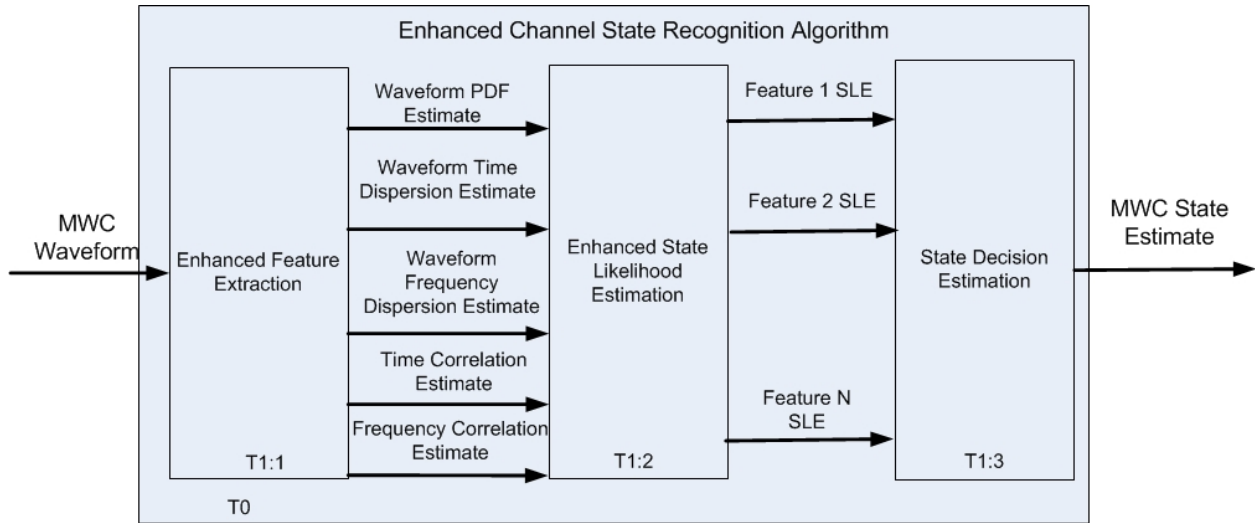 Enhanced Channel State Recognition Algorithm
MWC
Waveform
Enhanced Feature
Extraction
T1:1
Waveform PDF
Estimate
Waveform Time
Dispersion Estimate
Waveform
Frequency
Dispersion Estimate
Time Correlation
Estimate
Frequency Correlation
Estimate
Enhanced State
Likelihood
Estimation
T1:2
Feature 1 SLE
Feature 2 SLE
Feature N
SLE
State Decision
Estimation
T1:3
MWC State
Estimate
T0